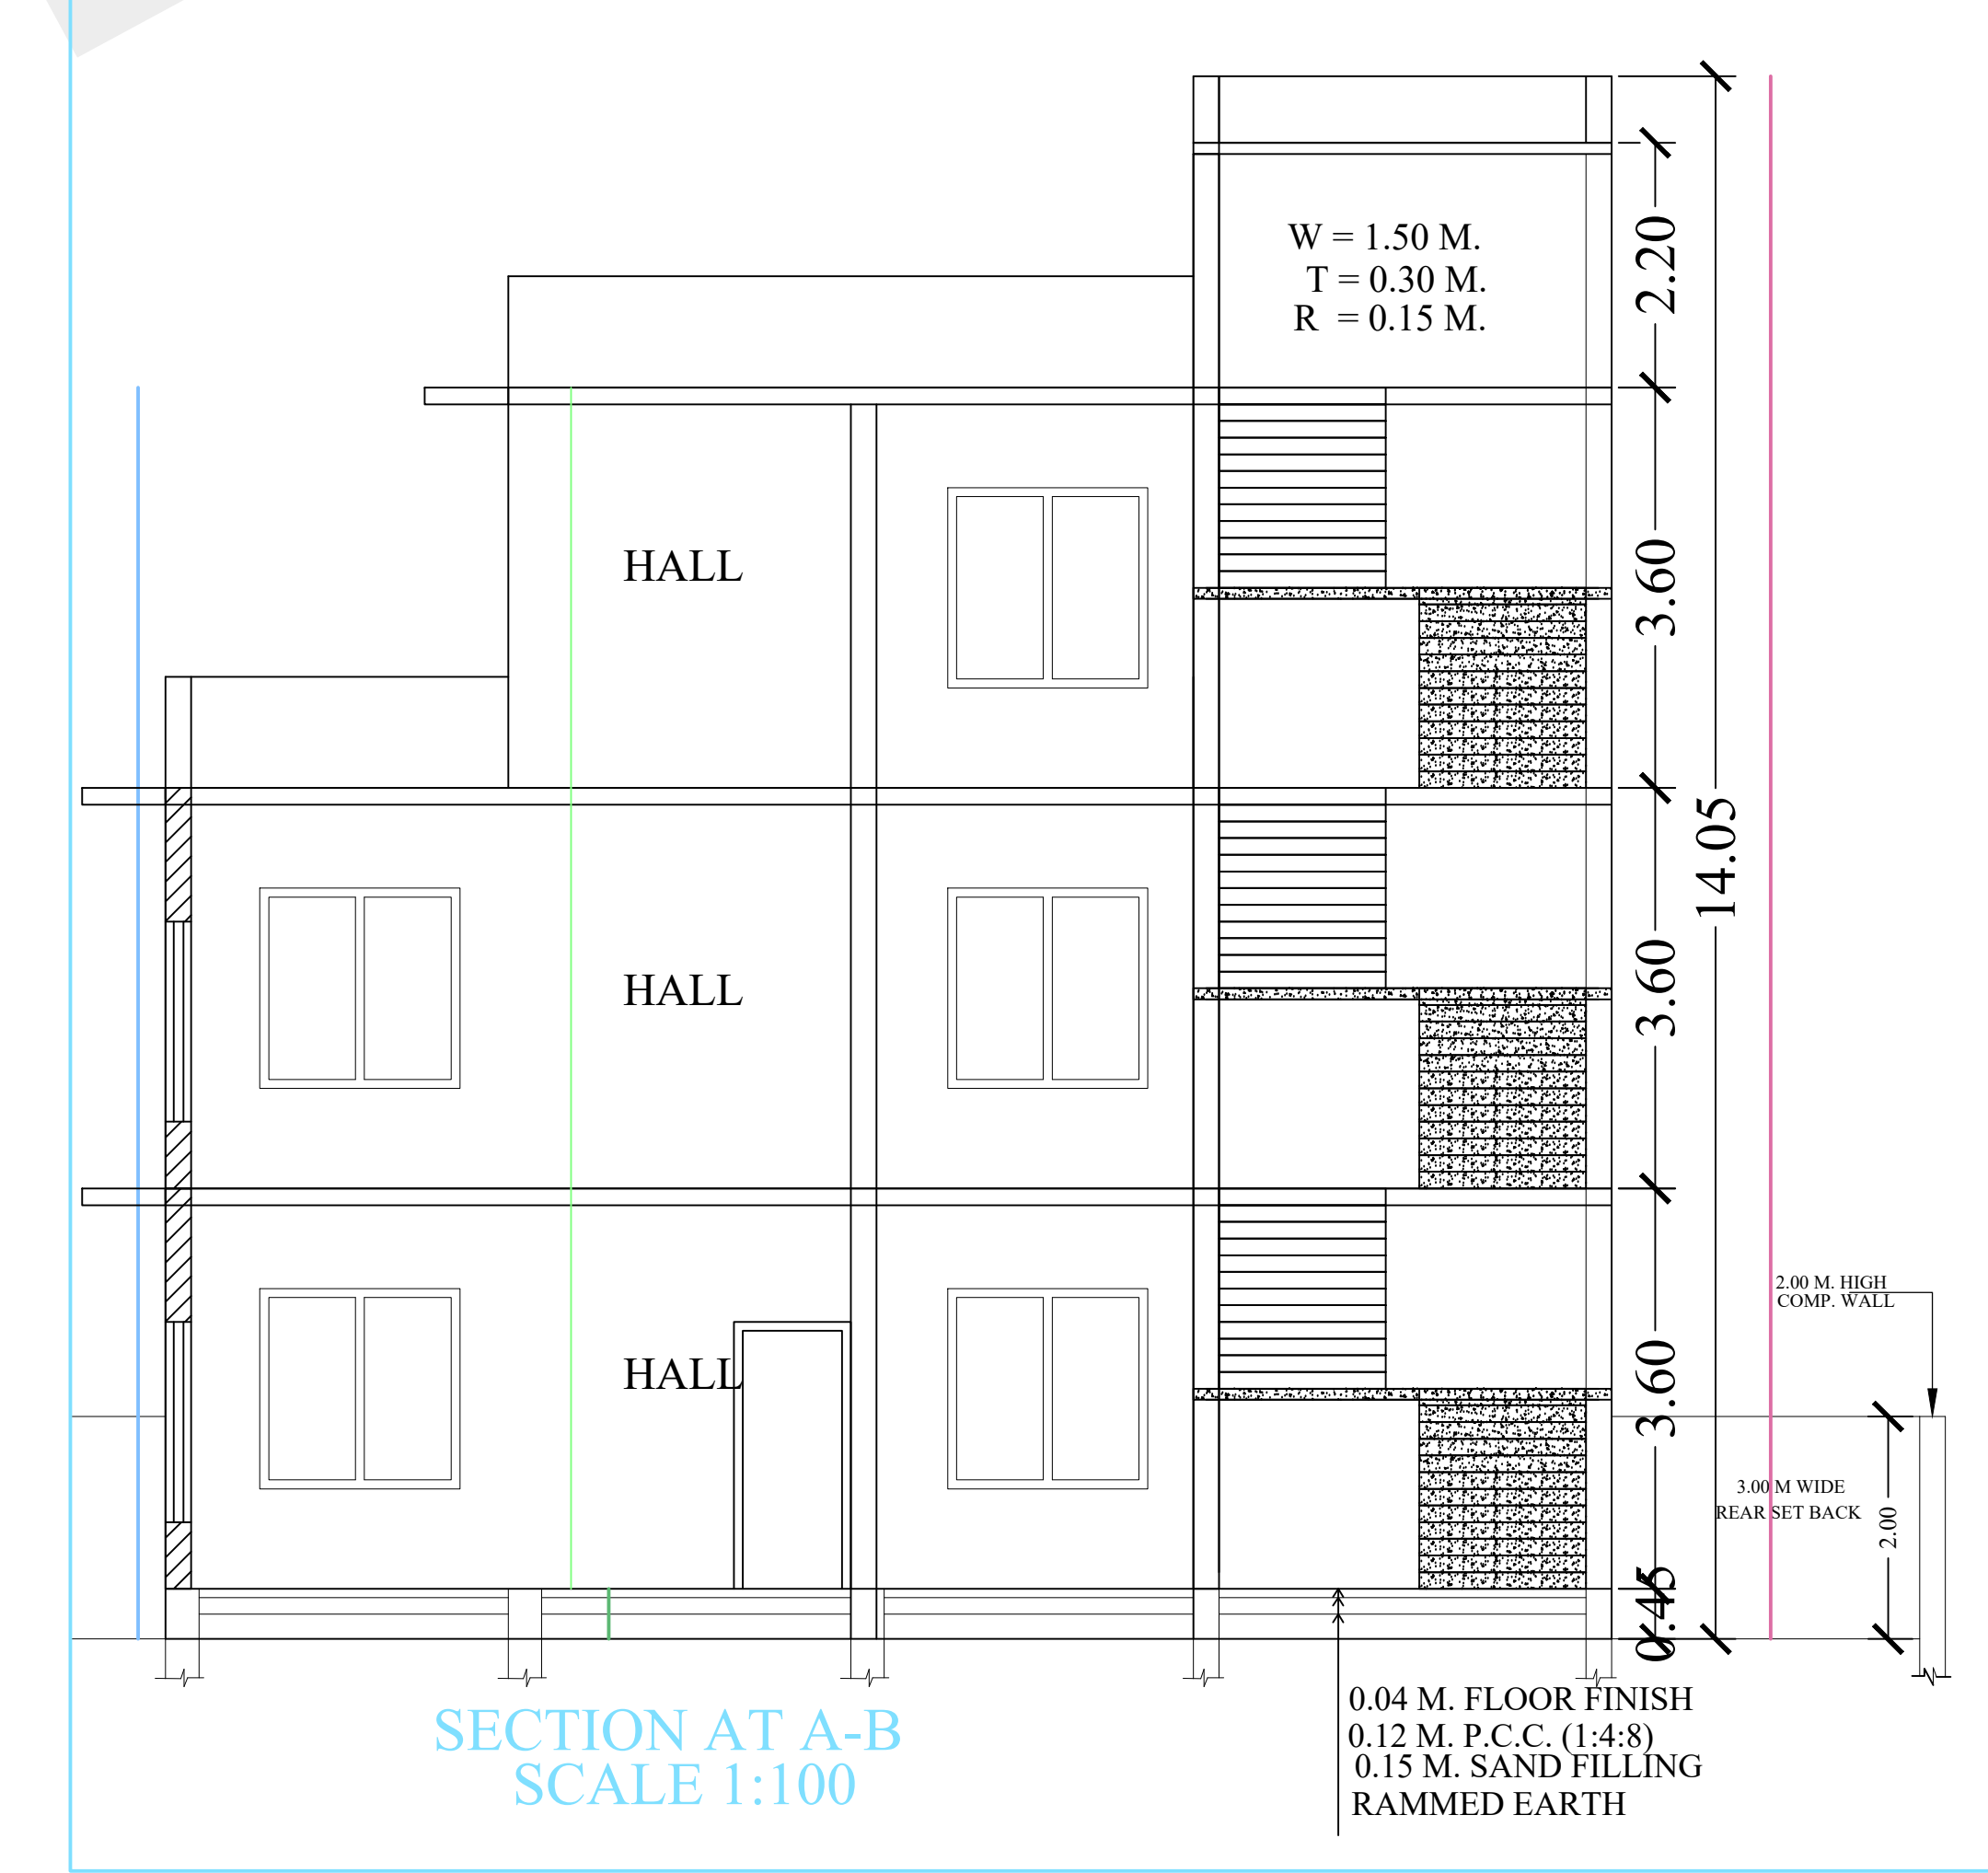 W = 1.50 M.
T = 0.30 M.
R = 0.15 M.
2.20
HALL
3.60
14.05
HALL
3.60
2.00 M. HIGH
COMP. WALL
HALL
3.60
3.00 M WIDE
REAR SET BACK
2.00
0.45
0.04 M. FLOOR FINISH
0.12 M. P.C.C. (1:4:8)
0.15 M. SAND FILLING
RAMMED EARTH
SECTION AT A-B
SCALE 1:100